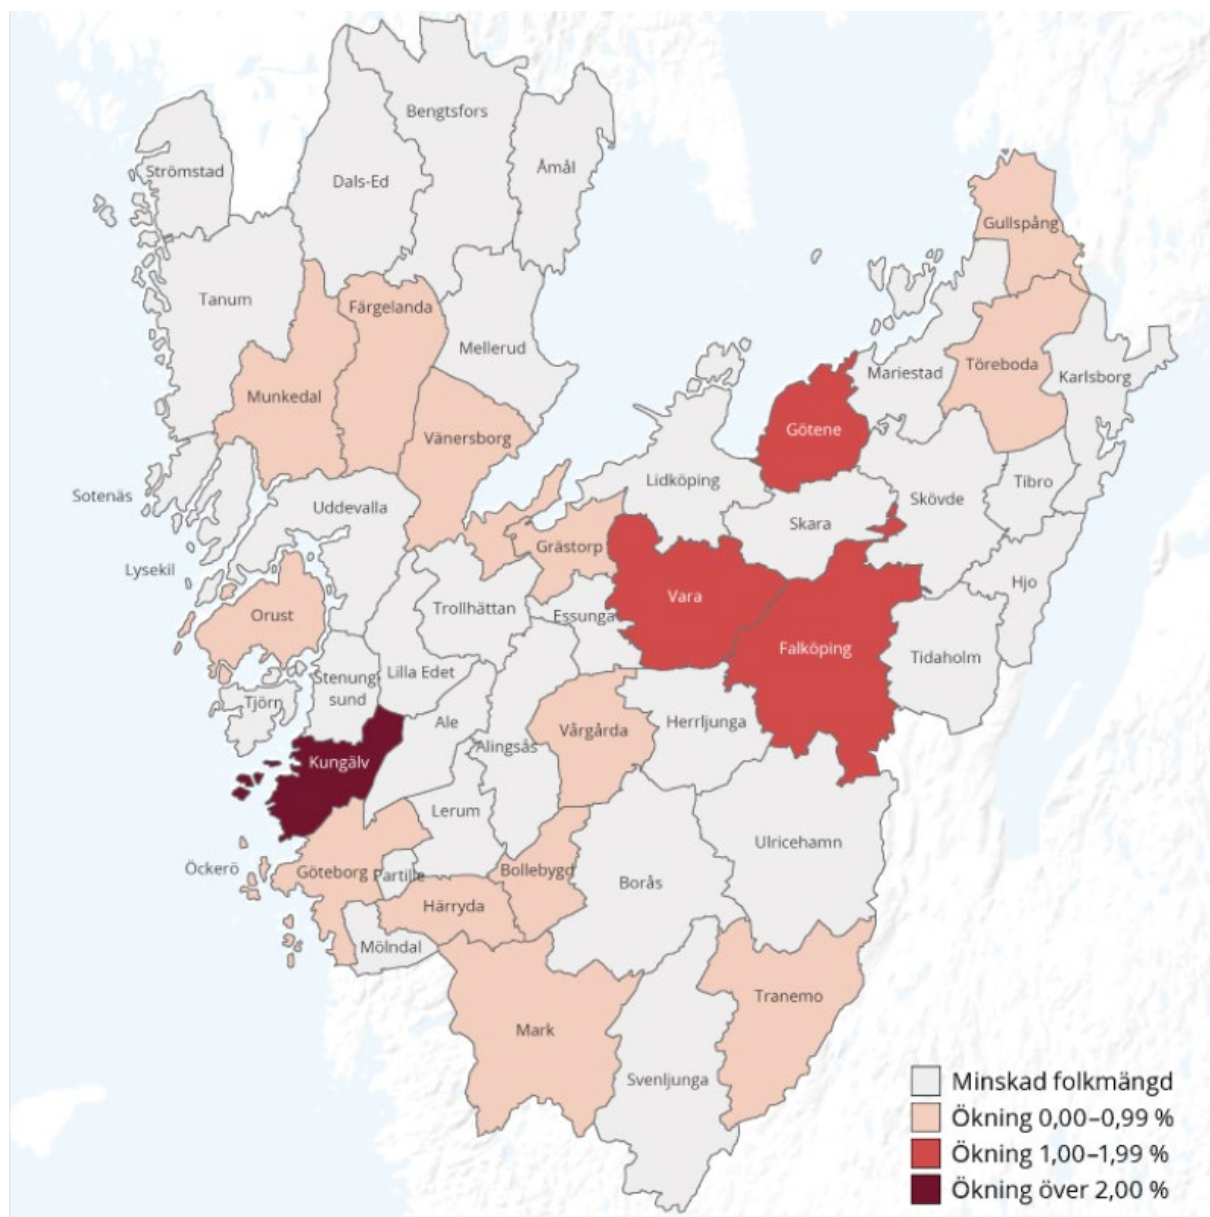 Bengtsfors
Åmål
Strömstad
Dals-Ed
Gullspång
Tanum
Färgelanda
Mellerud
Töreboda
Mariestad
Karlsborg
Munkedal
Götene
Vänersborg
Lidköping
Tibro
Sotenäs
Skövde
Uddevalla
Skara
Grästorp
Lysekil
Hjo
Vara
Trollhättan
Orust
Essunga
Falköping
Tidaholm
Lilla Edet
Stenung
sund
Tjörn
Ale
Herrljunga
Vårgårda
Alingsås
Kungälv
Lerum
Ulricehamn
Öckerö
Göteborg
Partille
Bollebygd
Borås
Härryda
Mölndal
Tranemo
Mark
Svenljunga
Minskad folkmängd
Ökning 0,00–0,99 %
Ökning 1,00–1,99 %
Ökning över 2,00 %